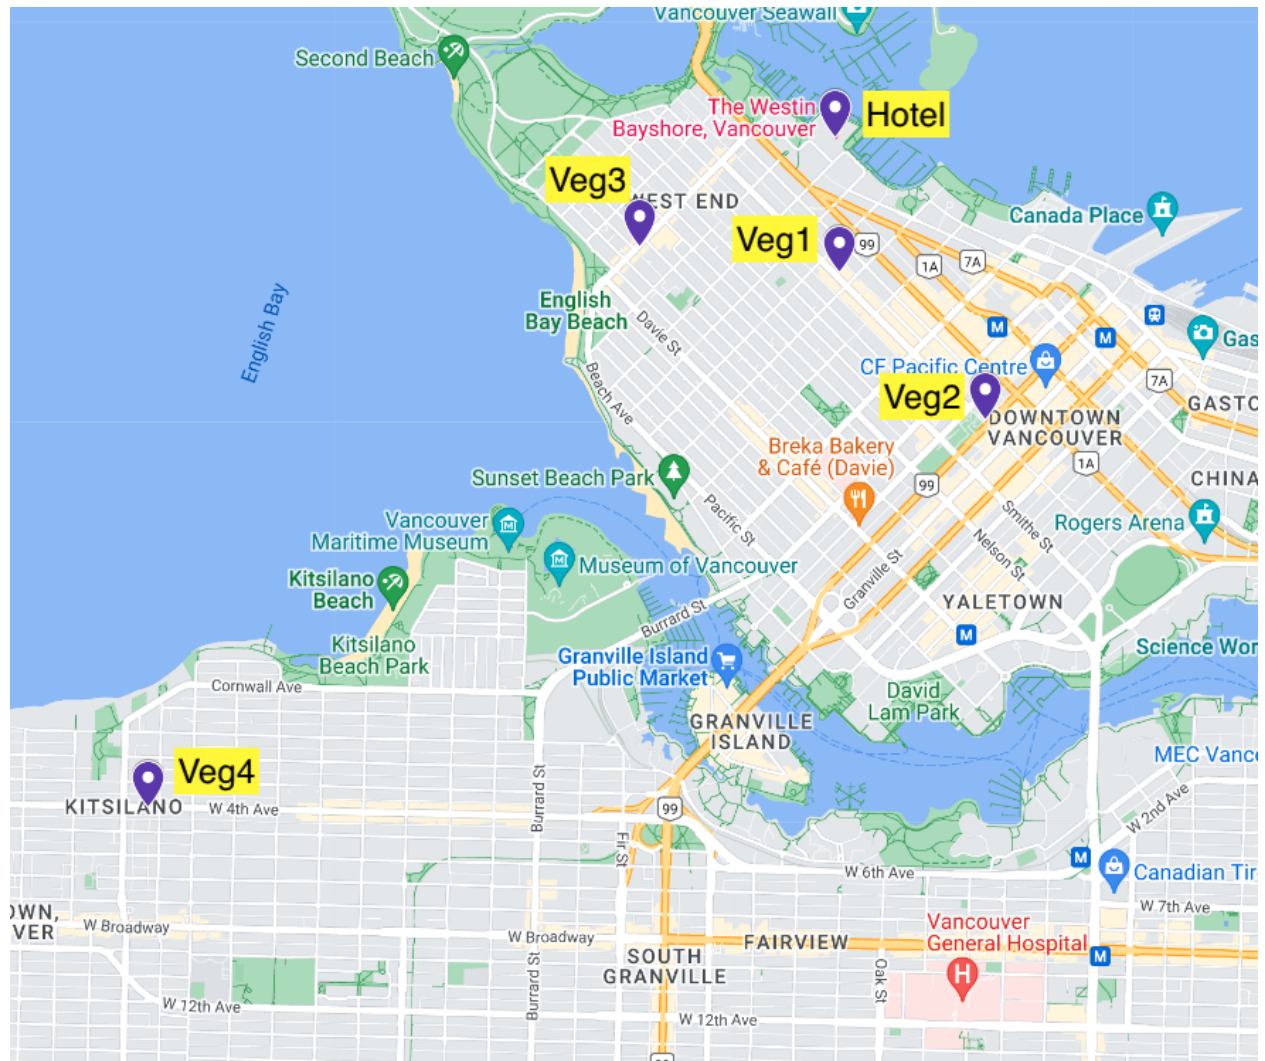 Vancouver Seawall
Second Beach
The Westin
Bayshore, Vancouver
Hotel
Veg3
WEST END
Canada Place
Veg1
99
1A
7A
English Bay
English
Bay Beach
Davie St
M
M
Gas
CF Pacific Centre
Beach Ave
7A
Veg2
GASTO
DOWNTOWN
VANCOUVER
Breka Bakery
& Café (Davie)
1A
Sunset Beach Park
99
CHINA
Pacific St
Smithe St
Rogers Arena
Vancouver
Maritime Museum
Nelson St
Museum of Vancouver
Kitsilano
Beach
Granville St
YALETOWN
Burrard St
M
Kitsilano
Beach Park
Granville Island
Public Market
Science Wor
Cornwall Ave
David
Lam Park
GRANVILLE
ISLAND
MEC Vance
Veg4
KITSILANO
W 4th Ave
Burrard St
99
W 2nd Ave
Fir St
M
W 6th Ave
Canadian Tir
W 7th Ave
OWN,
VER
W Broadway
W Broadway
FAIRVIEW
Vancouver
General Hospital
H
M
SOUTH
GRANVILLE
Burrard St
Oak St
W 12th Ave
W 12th Ave